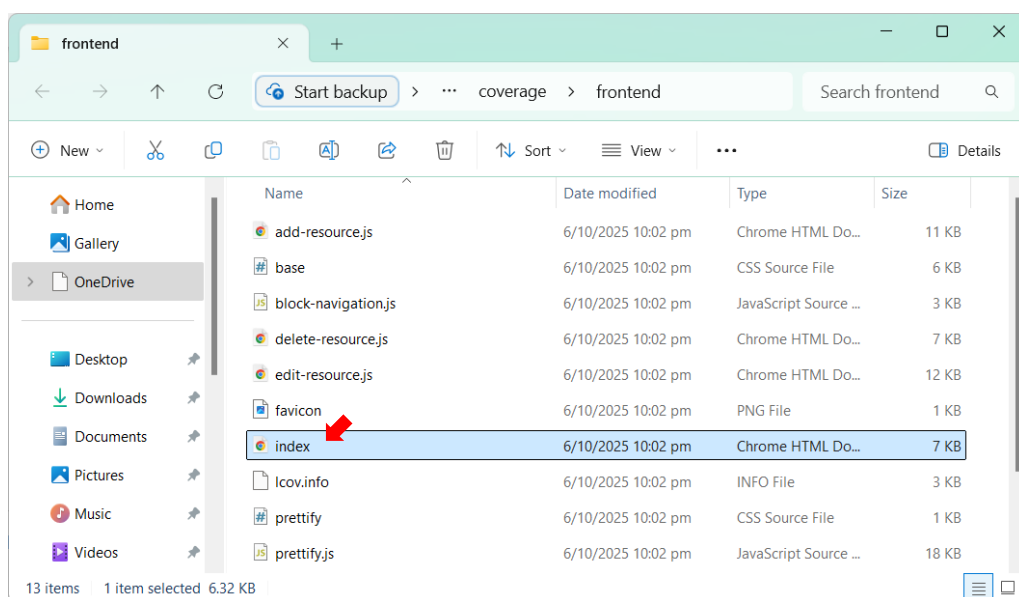 frontend
Start backup > ··· coverage > frontend
Search frontend
New
Sort
View
Details
Home
Gallery
OneDrive
Desktop
Downloads
Documents
Pictures
Music
Videos
Name Date modified Type Size
add-resource.js 6/10/2025 10:02 pm Chrome HTML Do... 11 KB
base 6/10/2025 10:02 pm CSS Source File 6 KB
block-navigation.js 6/10/2025 10:02 pm JavaScript Source ... 3 KB
delete-resource.js 6/10/2025 10:02 pm Chrome HTML Do... 7 KB
edit-resource.js 6/10/2025 10:02 pm Chrome HTML Do... 12 KB
favicon 6/10/2025 10:02 pm PNG File 1 KB
index 6/10/2025 10:02 pm Chrome HTML Do... 7 KB
lcov.info 6/10/2025 10:02 pm INFO File 3 KB
prettify 6/10/2025 10:02 pm CSS Source File 1 KB
prettify.js 6/10/2025 10:02 pm JavaScript Source ... 18 KB
13 items 1 item selected 6.32 KB